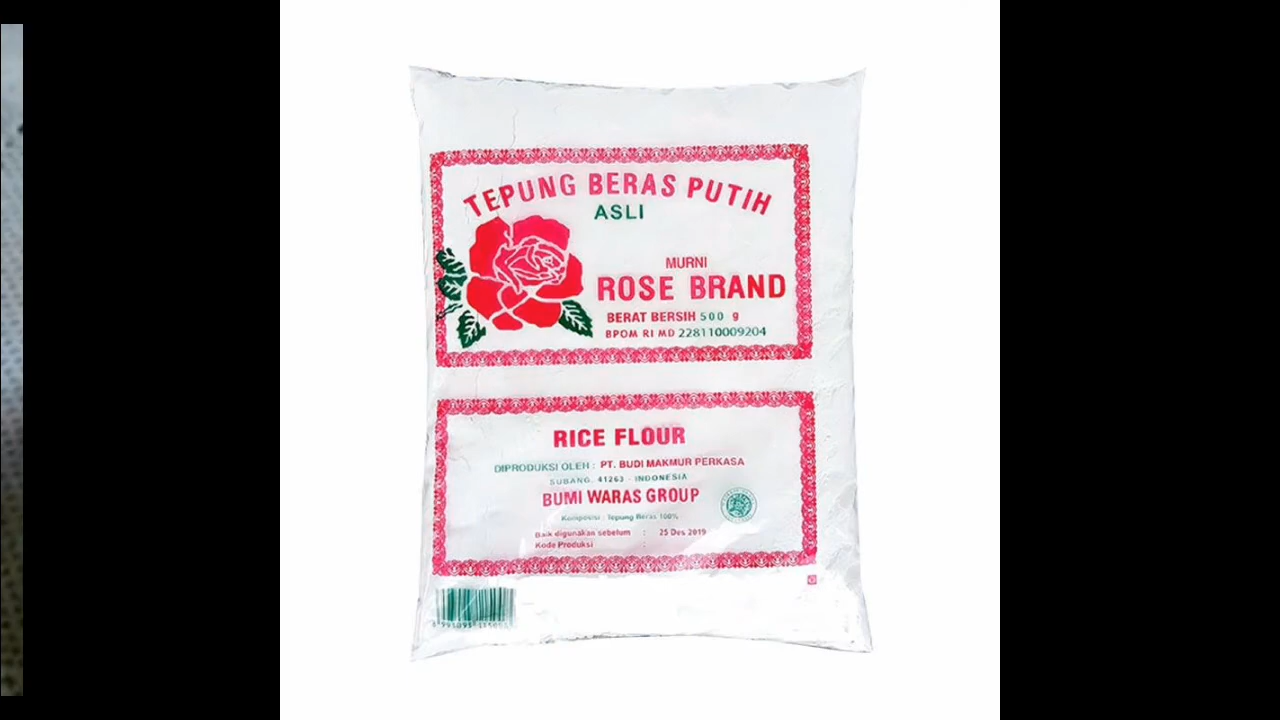 TEPUNG BERAS PUTIH
ASLI
MURNI
ROSE BRAND
BERAT BERSIH 500 g
BPOM RI MD 228110009204
RICE FLOUR
DIPRODUKSI OLEH : PT. BUDI MAKMUR PERKASA
SUBANG. 41263 - INDONESIA
BUMI WARAS GROUP
Komposisi : Tepung Beras 100%
Baik digunakan sebelum : 25 Des 2019
Kode Produksi :